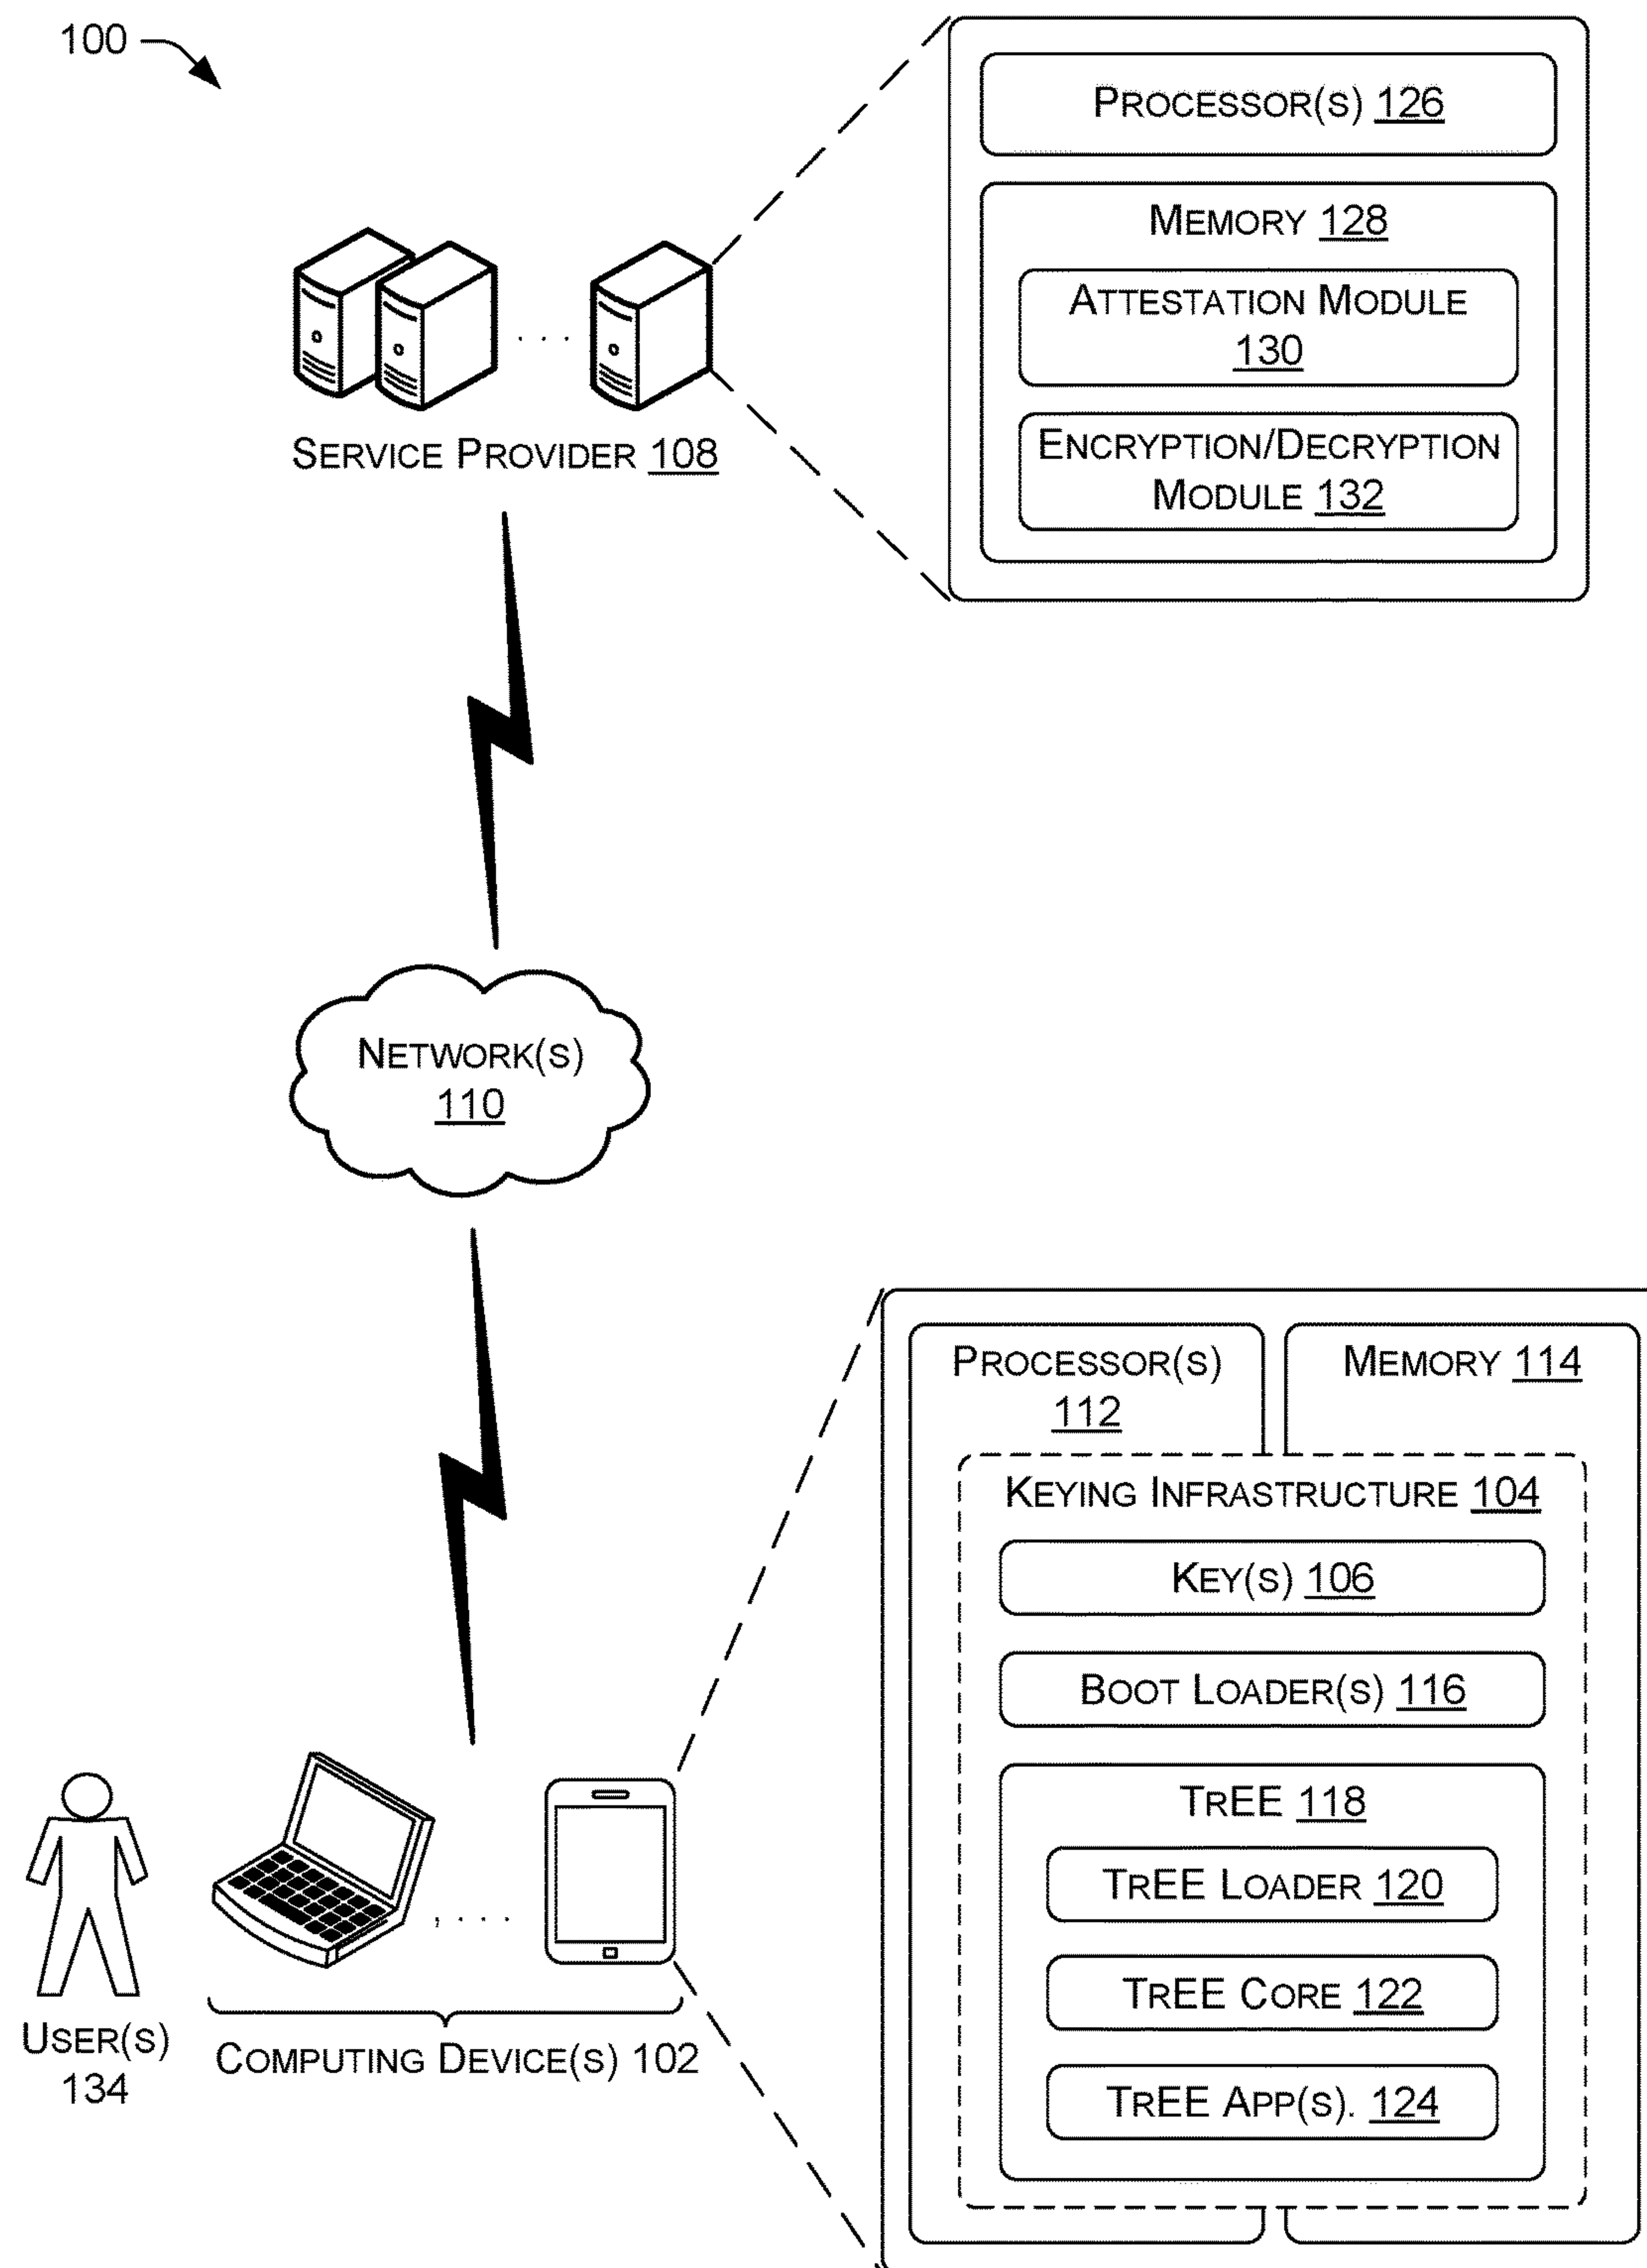 100
PROCESSOR(S) 126
MEMORY 128
ATTESTATION MODULE
130
ENCRYPTION/DECRYPTION
MODULE 132
SERVICE PROVIDER 108
NETWORK(S)
110
PROCESSOR(S)
112
MEMORY 114
KEYING INFRASTRUCTURE 104
KEY(S) 106
BOOT LOADER(S) 116
TREE 118
TREE LOADER 120
TREE CORE 122
TREE APP(S). 124
USER(S)
134
COMPUTING DEVICE(S) 102